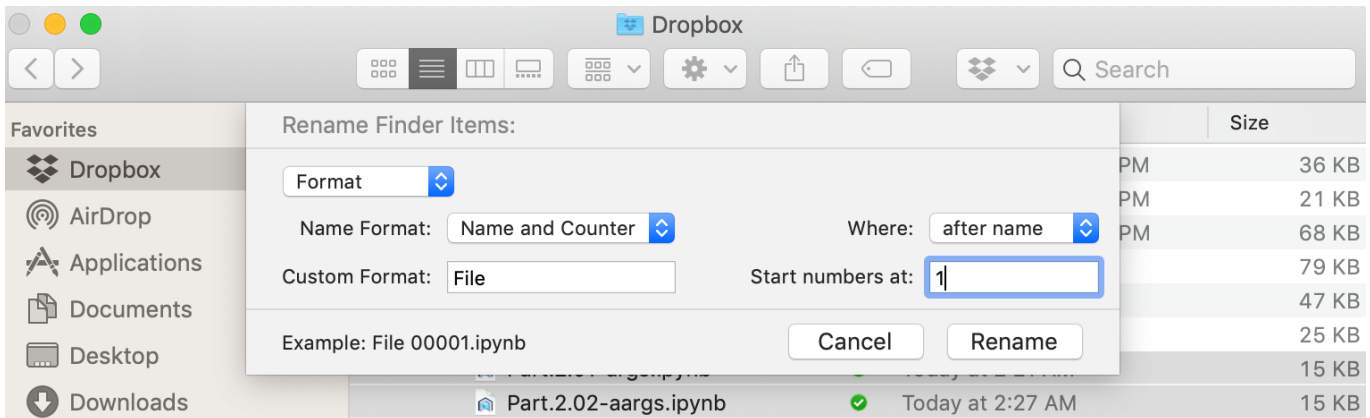 Dropbox
Search
Favorites
Dropbox
AirDrop
Applications
Documents
Desktop
Downloads
Rename Finder Items:
Format
Name Format: Name and Counter Where: after name
Custom Format: File Start numbers at: 1
Example: File 00001.ipynb Cancel Rename
Size
PM 36 KB
PM 21 KB
PM 68 KB
79 KB
47 KB
25 KB
15 KB
Part.2.02-aargs.ipynb Today at 2:27 AM 15 KB